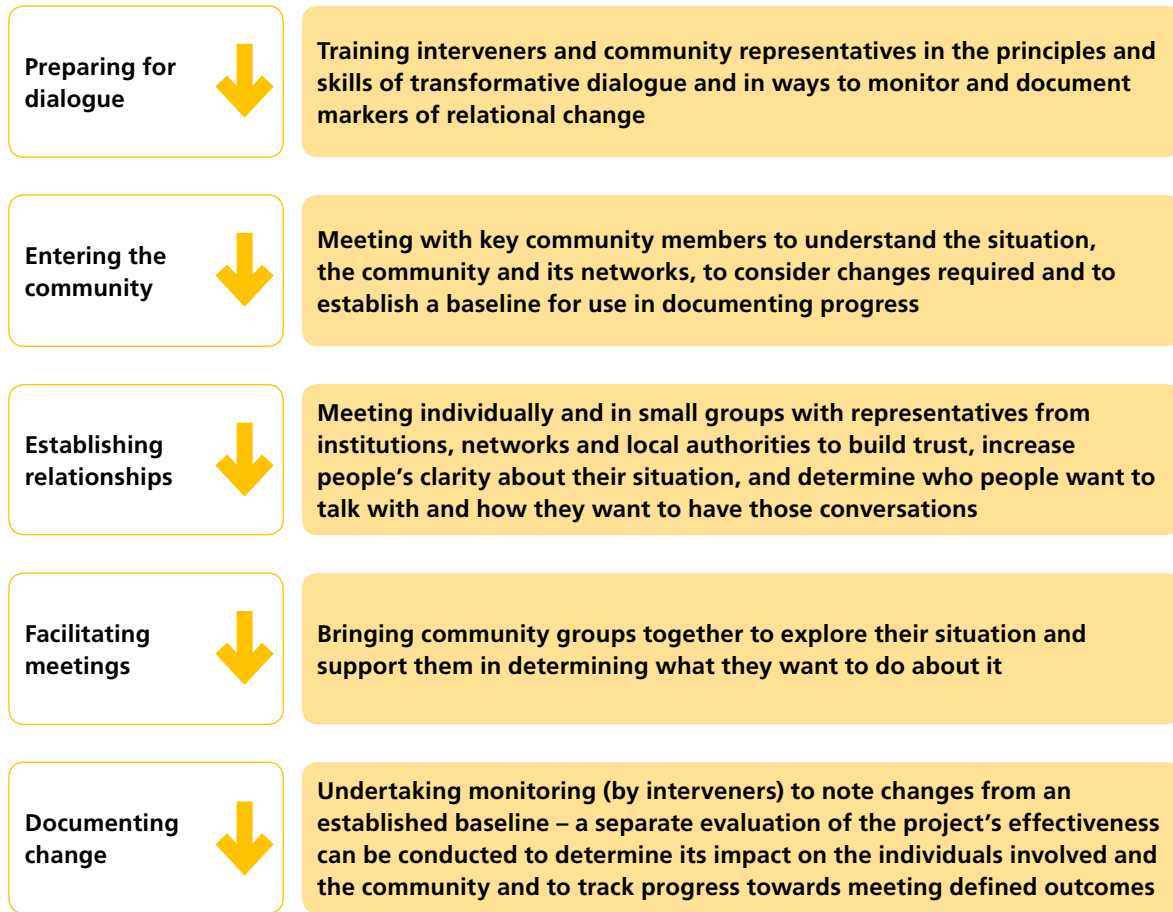 Preparing for
dialogue
Training interveners and community representatives in the principles and
skills of transformative dialogue and in ways to monitor and document
markers of relational change
Entering the
community
Meeting with key community members to understand the situation,
the community and its networks, to consider changes required and to
establish a baseline for use in documenting progress
Establishing
relationships
Meeting individually and in small groups with representatives from
institutions, networks and local authorities to build trust, increase
people’s clarity about their situation, and determine who people want to
talk with and how they want to have those conversations
Facilitating
meetings
Bringing community groups together to explore their situation and
support them in determining what they want to do about it
Documenting
change
Undertaking monitoring (by interveners) to note changes from an
established baseline – a separate evaluation of the project’s effectiveness
can be conducted to determine its impact on the individuals involved and
the community and to track progress towards meeting defined outcomes